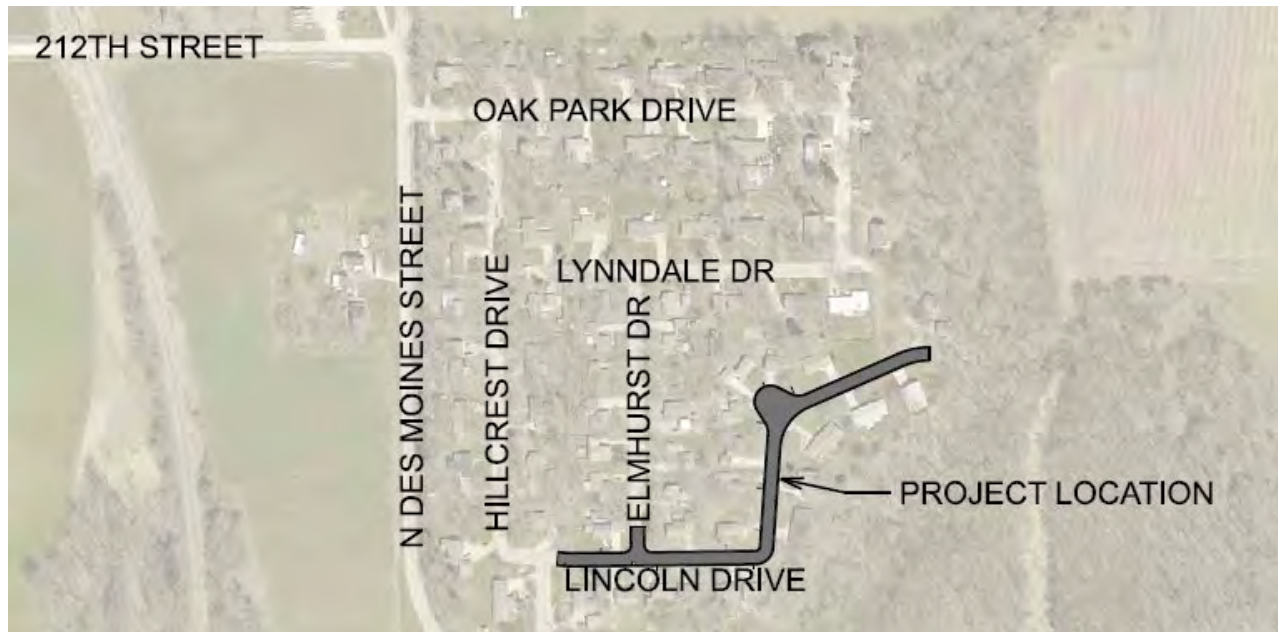 212TH STREET
OAK PARK DRIVE
N DES MOINES STREET
HILLCREST DRIVE
LYNNDALE DR
ELMHURST DR
PROJECT LOCATION
LINCOLN DRIVE